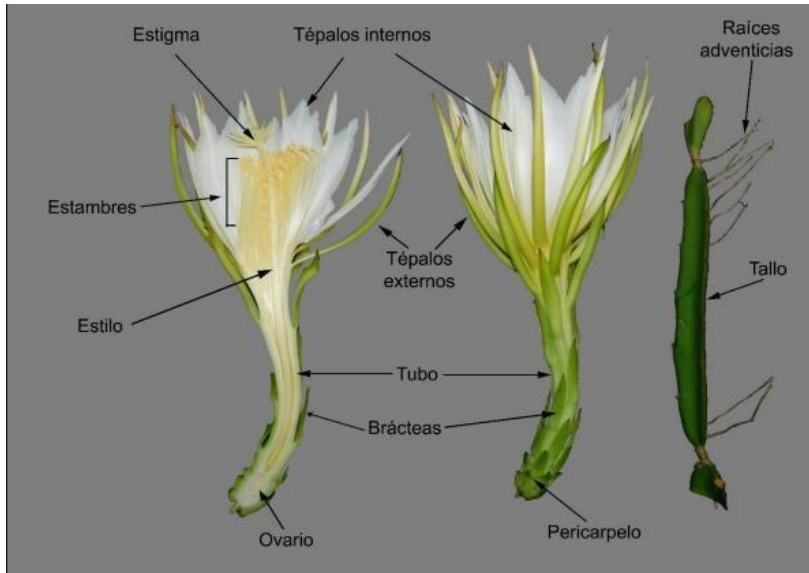 Estigma
Tépalos internos
Raíces
adventicias
Estambres
Tépalos
externos
Tallo
Estilo
Tubo
Brácteas
Ovario
Pericarpelo